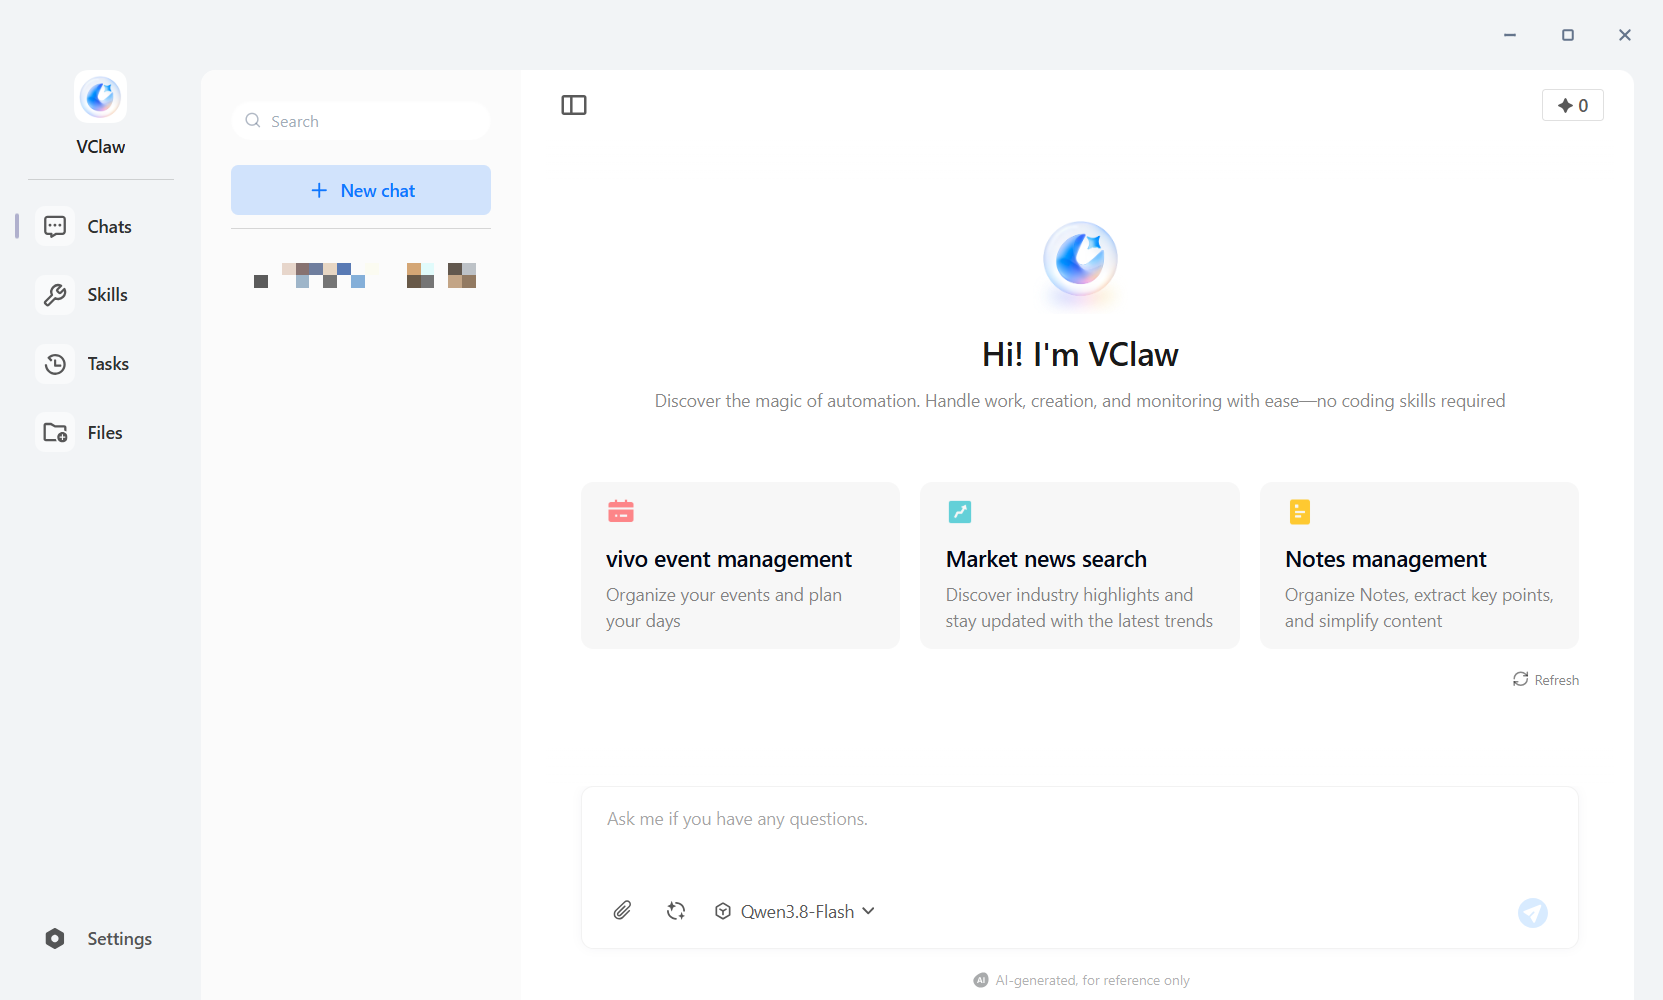 VClaw
Chats
Skills
Tasks
Files
Settings
Search
New chat
0
Hi! I'm VClaw
Discover the magic of automation. Handle work, creation, and monitoring with ease—no coding skills required
vivo event management
Organize your events and plan
your days
Market news search
Discover industry highlights and
stay updated with the latest trends
Notes management
Organize Notes, extract key points,
and simplify content
Refresh
Ask me if you have any questions.
Qwen3.8-Flash
AI AI-generated, for reference only